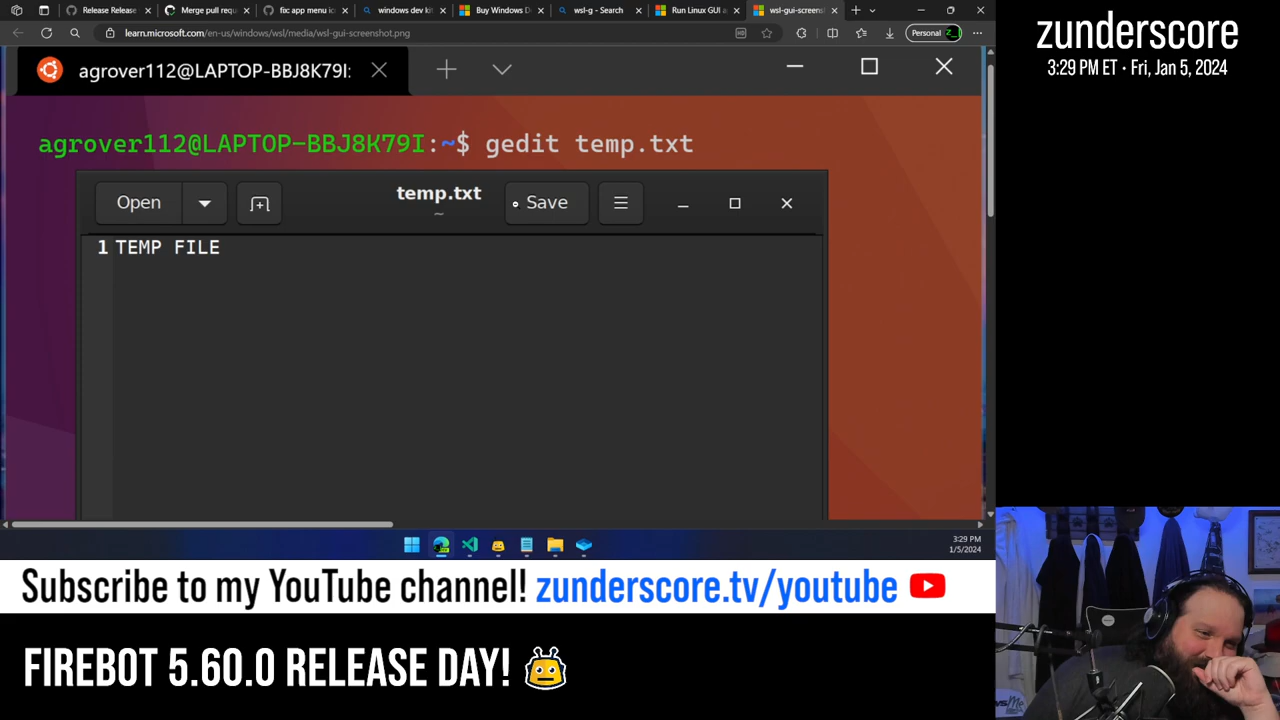 Release Release
Merge pull requ
fix: app menu ic
windows dev kit
Buy Windows D
wsl-g - Search
Run Linux GUI a
wsl-gui-screensh
learn.microsoft.com/en-us/windows/wsl/media/wsl-gui-screenshot.png
Personal
agrover112@LAPTOP-BBJ8K79I:
agrover112@LAPTOP-BBJ8K79I:~$ gedit temp.txt
Open
temp.txt
~
Save
1 TEMP FILE
3:29 PM
1/5/2024
zunderscore
3:29 PM ET • Fri, Jan 5, 2024
Subscribe to my YouTube channel! zunderscore.tv/youtube
FIREBOT 5.60.0 RELEASE DAY!